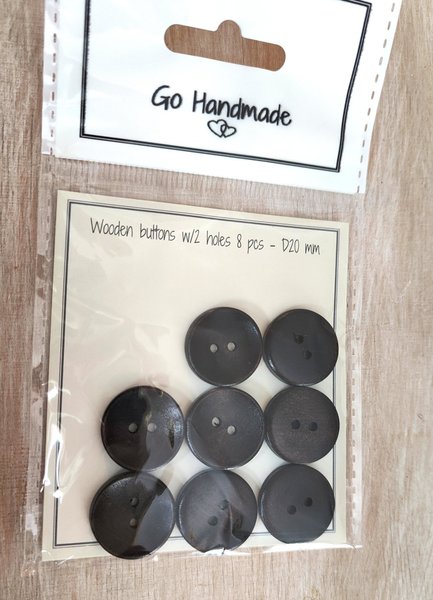 Go Handmade
Wooden buttons w/2 holes 8 pcs - D20 mm